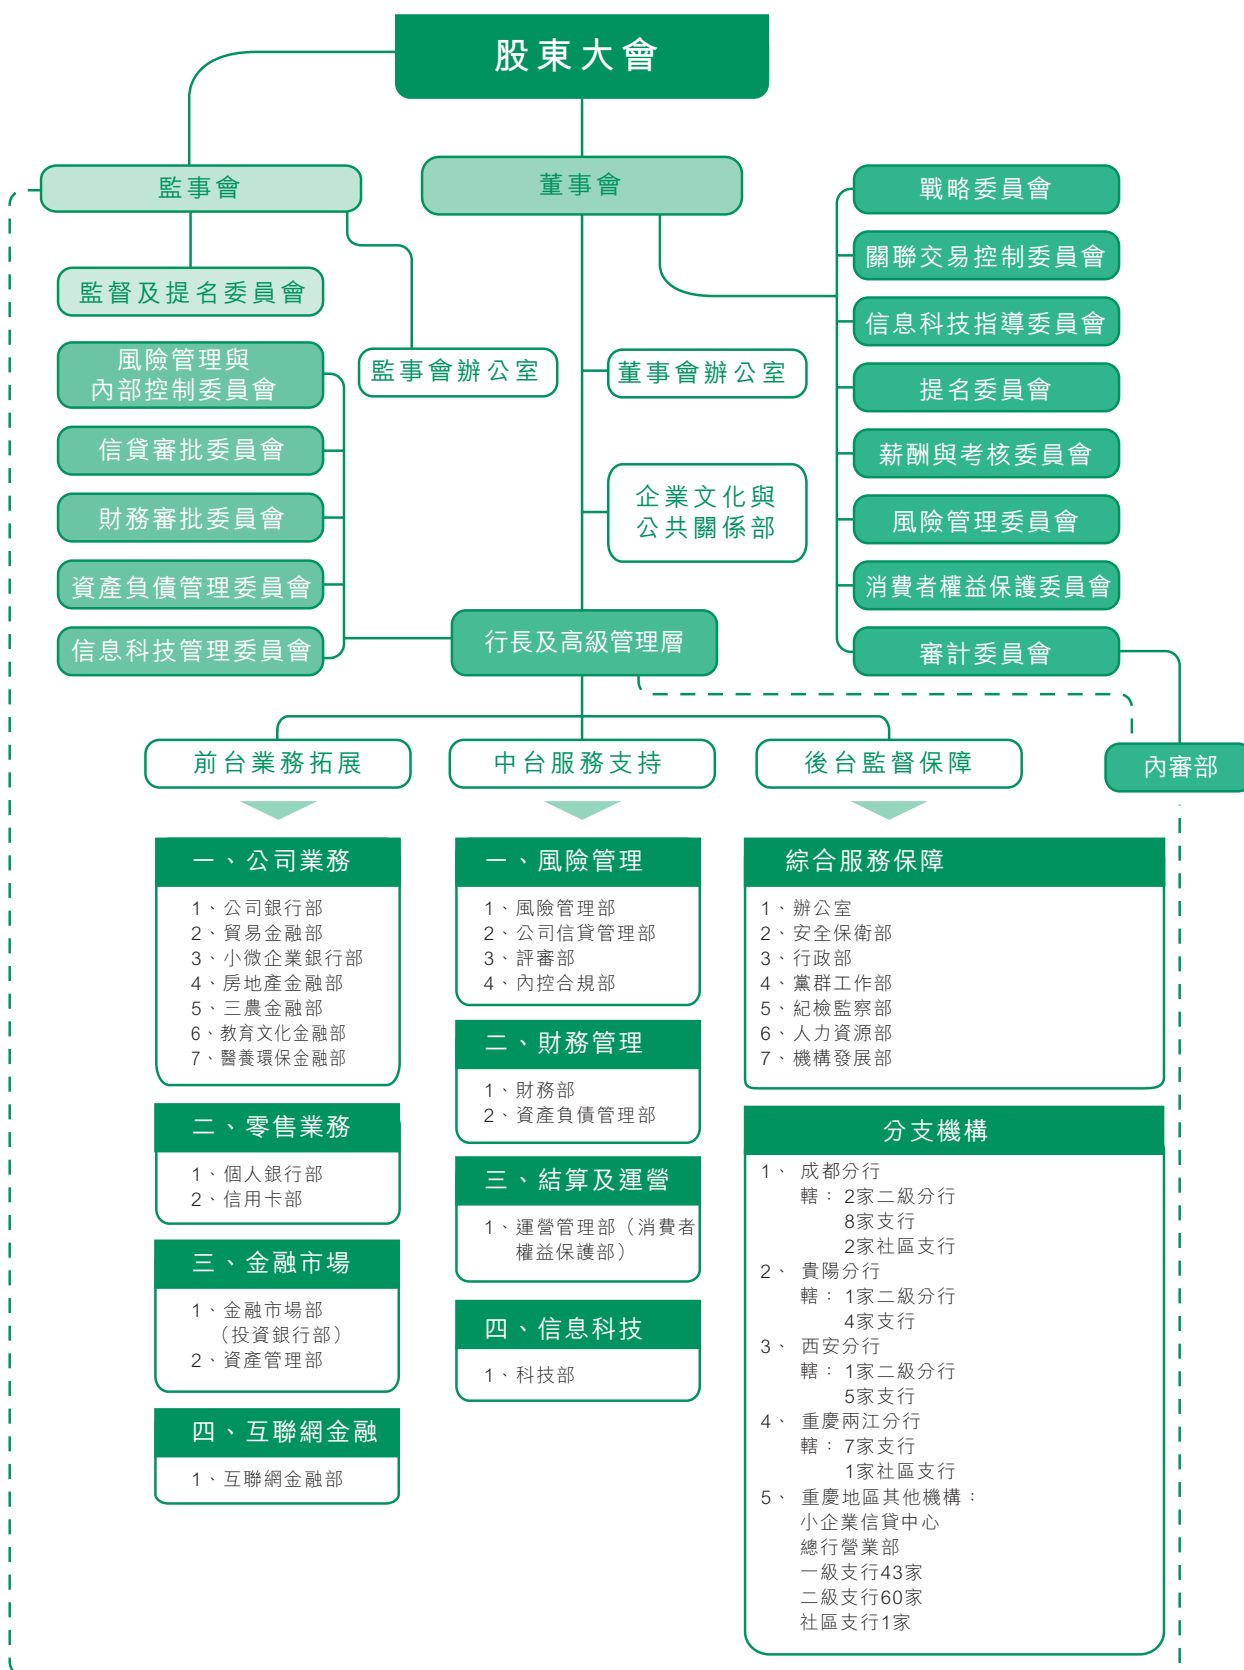 股東大會
監事會
董事會
監督及提名委員會
監事會辦公室
風險管理與
內部控制委員會
信貸審批委員會
財務審批委員會
資產負債管理委員會
信息科技管理委員會
董事會辦公室
企業文化與
公共關係部
行長及高級管理層
戰略委員會
關聯交易控制委員會
信息科技指導委員會
提名委員會
薪酬與考核委員會
風險管理委員會
消費者權益保護委員會
審計委員會
內審部
前台業務拓展
中台服務支持
後台監督保障
一、公司業務
1、公司銀行部
2、貿易金融部
3、小微企業銀行部
4、房地產金融部
5、三農金融部
6、教育文化金融部
7、醫養環保金融部
二、零售業務
1、個人銀行部
2、信用卡部
三、金融市場
1、金融市場部
（投資銀行部）
2、資產管理部
四、互聯網金融
1、互聯網金融部
一、風險管理
1、風險管理部
2、公司信貸管理部
3、評審部
4、內控合規部
二、財務管理
1、財務部
2、資產負債管理部
三、結算及運營
1、運營管理部（消費者
權益保護部）
四、信息科技
1、科技部
綜合服務保障
1、辦公室
2、安全保衛部
3、行政部
4、黨群工作部
5、紀檢監察部
6、人力資源部
7、機構發展部
分支機構
1、 成都分行
轄：2家二級分行
8家支行
2家社區支行
2、 貴陽分行
轄：1家二級分行
4家支行
3、 西安分行
轄：1家二級分行
5家支行
4、 重慶兩江分行
轄：7家支行
1家社區支行
5、 重慶地區其他機構：
小企業信貸中心
總行營業部
一級支行43家
二級支行60家
社區支行1家